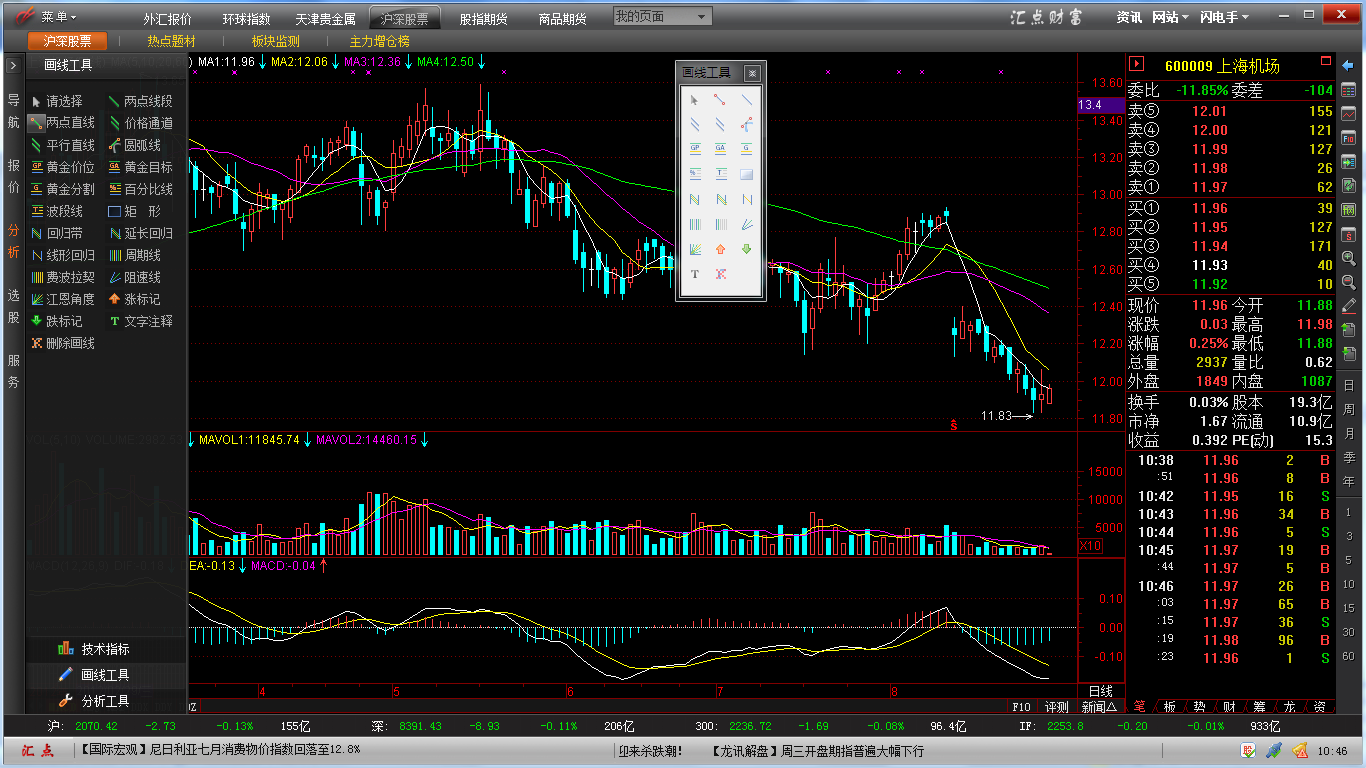 菜单 外汇报价 环球指数 天津贵金属 沪深股票 股指期货 商品期货 我的页面 汇点财富 资讯 网站 闪电手
沪深股票 热点题材 板块监测 主力增仓榜
画线工具
导航
报价
分析
选股
服务
请选择 两点线段
两点直线 价格通道
平行直线 圆弧线
黄金价位 黄金目标
黄金分割 百分比线
波段线 矩 形
回归带 延长回归
线形回归 周期线
费波拉契 阻速线
江恩角度 涨标记
跌标记 文字注释
删除画线
技术指标
画线工具
分析工具
MA1:11.96 MA2:12.06 MA3:12.36 MA4:12.50
画线工具
13.60
13.4
13.40
13.20
13.00
12.80
12.60
12.40
12.20
12.00
11.80
11.83
MAVOL1:11845.74 MAVOL2:14460.15
15000
10000
5000
X10
EA:-0.13 MACD:-0.04
0.10
0.00
-0.10
4 5 6 7 8 日线
F10 评测 新闻△
600009 上海机场
委比 -11.85% 委差 -104
卖⑤ 12.01 155
卖④ 12.00 121
卖③ 11.99 127
卖② 11.98 26
卖① 11.97 62
买① 11.96 39
买② 11.95 127
买③ 11.94 171
买④ 11.93 40
买⑤ 11.92 10
现价 11.96 今开 11.88
涨跌 0.03 最高 11.98
涨幅 0.25% 最低 11.88
总量 2937 量比 0.62
外盘 1849 内盘 1087
换手 0.03% 股本 19.3亿
市净 1.67 流通 10.9亿
收益 0.392 PE(动) 15.3
10:38 11.96 2 B
:51 11.96 8 B
10:42 11.95 16 S
10:43 11.96 34 B
10:44 11.96 5 S
10:45 11.97 19 B
:44 11.97 5 B
10:46 11.97 26 B
:03 11.97 65 B
:15 11.97 36 S
:19 11.98 96 B
:23 11.96 1 S
笔 板 势 财 筹 龙 资
日
周
月
季
年
1
3
5
10
15
30
60
沪: 2070.42 -2.73 -0.13% 155亿 深: 8391.43 -8.93 -0.11% 206亿 300: 2236.72 -1.69 -0.08% 96.4亿 IF: 2253.8 -0.20 -0.01% 933亿
汇点 【国际宏观】尼日利亚七月消费物价指数回落至12.8% 迎来杀跌潮! 【龙讯解盘】周三开盘期指普遍大幅下行 10:46